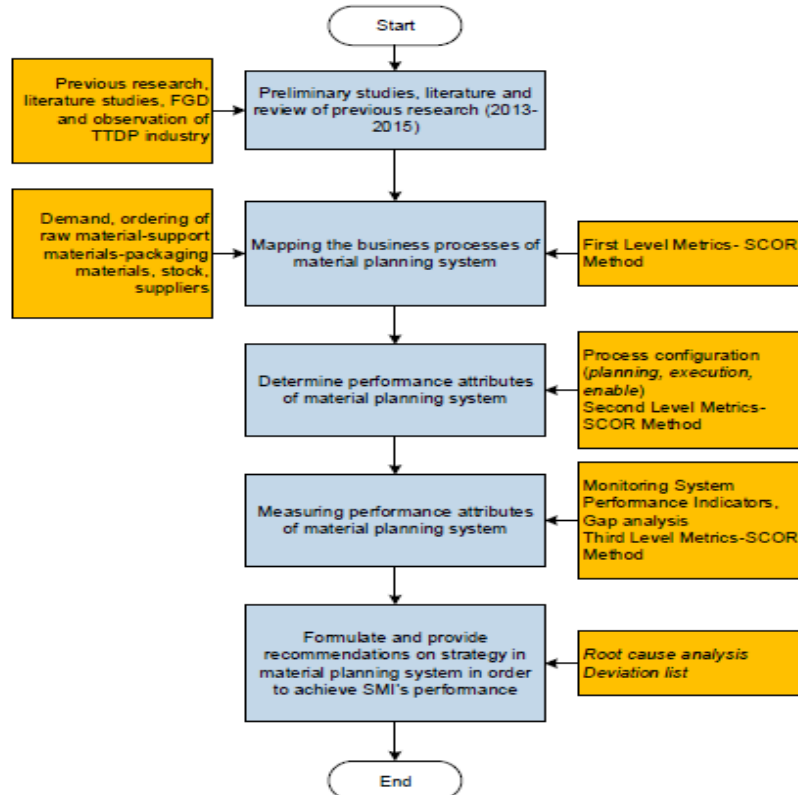 Start
Previous research,
literature studies, FGD
and observation of
TTDP industry
Preliminary studies, literature and
review of previous research (2013-
2015)
Demand, ordering of
raw material-support
materials-packaging
materials, stock,
suppliers
Mapping the business processes of
material planning system
First Level Metrics- SCOR
Method
Determine performance attributes
of material planning system
Process configuration
(planning, execution,
enable)
Second Level Metrics-
SCOR Method
Measuring performance attributes
of material planning system
Monitoring System
Performance Indicators,
Gap analysis
Third Level Metrics-SCOR
Method
Formulate and provide
recommendations on strategy in
material planning system in order
to achieve SMI's performance
Root cause analysis
Deviation list
End